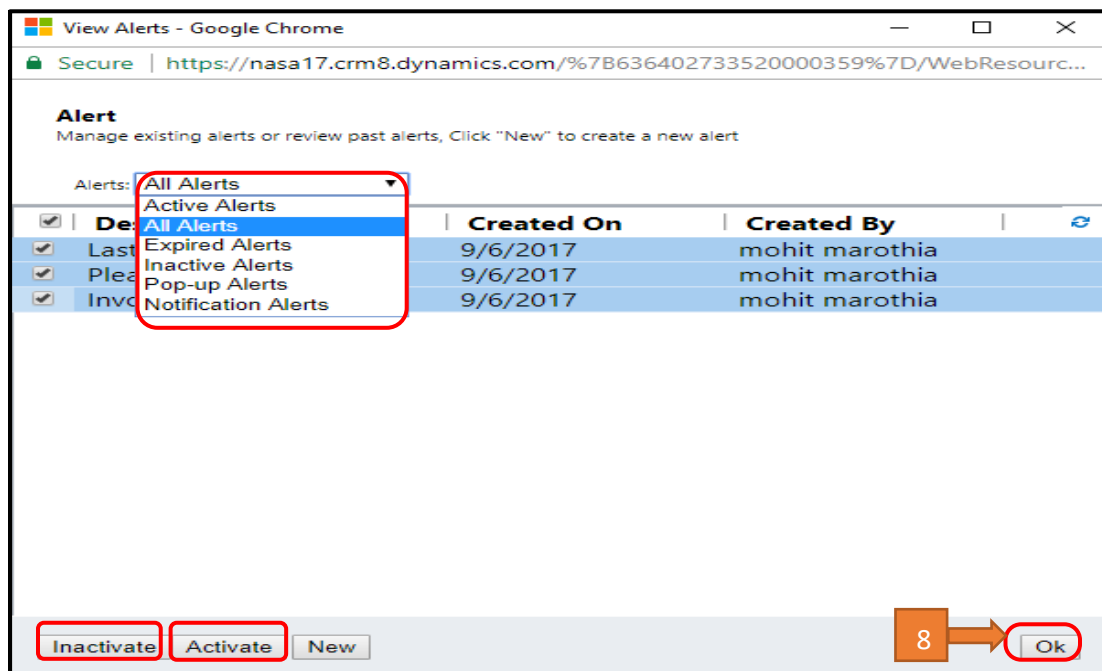 View Alerts - Google Chrome
Secure | https://nasa17.crm8.dynamics.com/%7B636402733520000359%7D/WebResourc...
Alert
Manage existing alerts or review past alerts, Click "New" to create a new alert
Alerts: All Alerts
Active Alerts
All Alerts
Expired Alerts
Inactive Alerts
Pop-up Alerts
Notification Alerts
De Created On Created By
Last 9/6/2017 mohit marothia
Plea 9/6/2017 mohit marothia
Invo 9/6/2017 mohit marothia
Inactivate Activate New 8 Ok